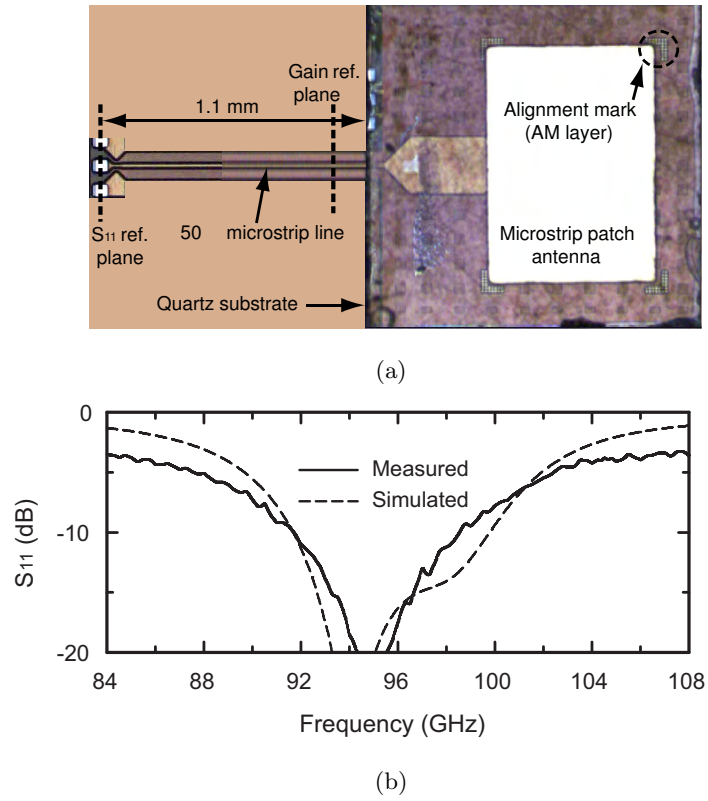 Gain ref.
plane
1.1 mm
Alignment mark
(AM layer)
S11 ref.
plane
50
microstrip line
Microstrip patch
antenna
Quartz substrate
(a)
0
-10
-20
S11 (dB)
Measured
Simulated
84
88
92
96
100
104
108
Frequency (GHz)
(b)